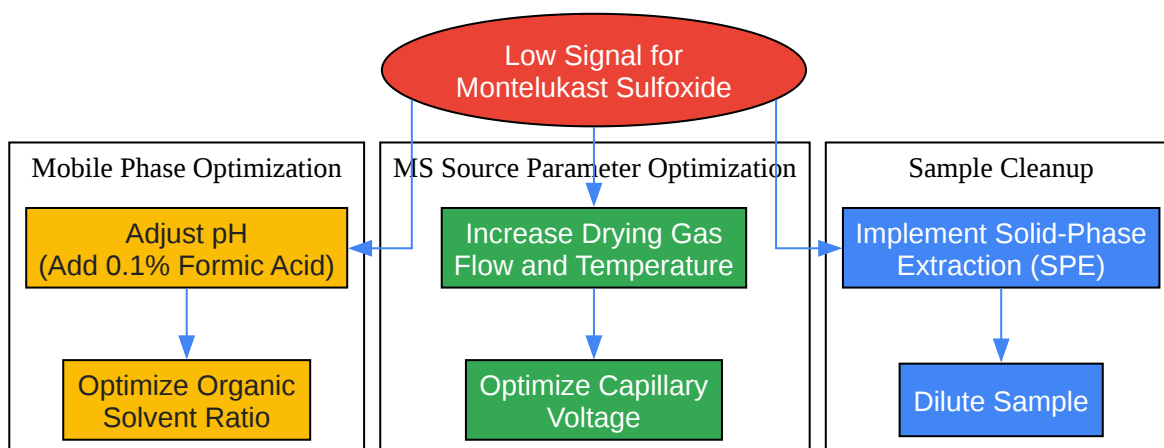 Low Signal for
Montelukast Sulfoxide
Mobile Phase Optimization
Adjust pH
(Add 0.1% Formic Acid)
Optimize Organic
Solvent Ratio
MS Source Parameter Optimization
Increase Drying Gas
Flow and Temperature
Optimize Capillary
Voltage
Sample Cleanup
Implement Solid-Phase
Extraction (SPE)
Dilute Sample